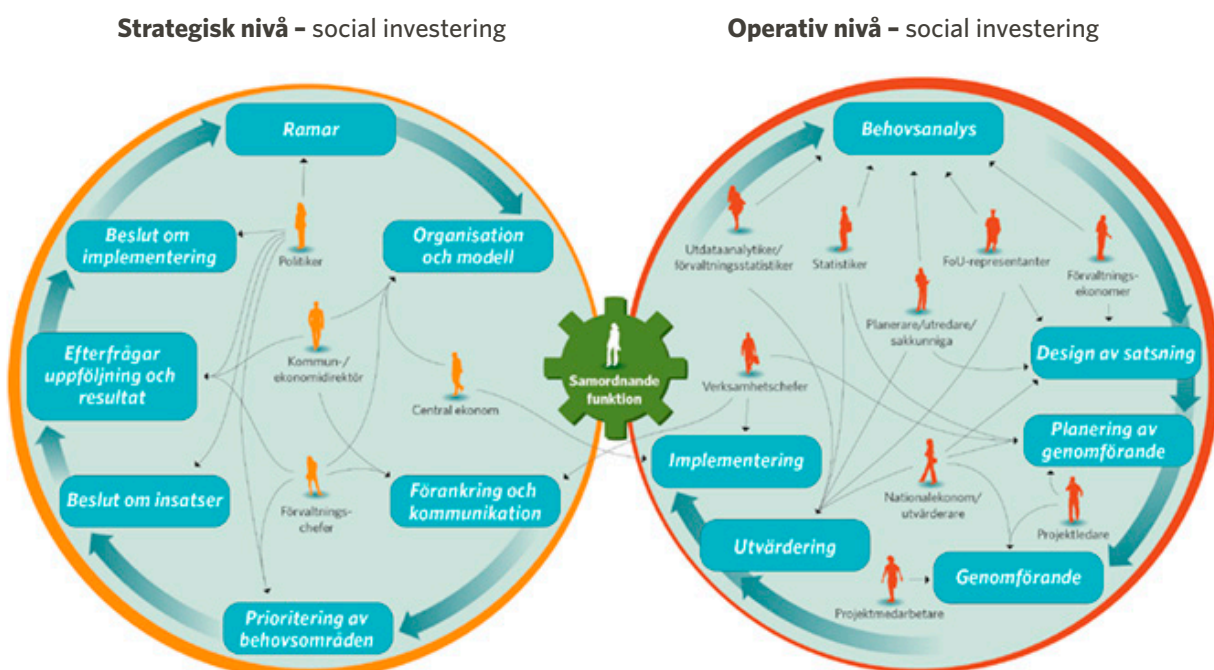 Strategisk nivå – social investering
Ramar
Beslut om
implementering
Politiker
Organisation
och modell
Efterfrågar
uppföljning och
resultat
Kommun-/
ekonomidirektör
Central ekonom
Beslut om insatser
Förvaltnings-
chefer
Förankring och
kommunikation
Prioritering av
behovsområden
Samordnande
funktion
Operativ nivå – social investering
Behovsanalys
Utdataanalytiker/
förvaltningsstatistiker
Statistiker
FoU-representanter
Förvaltnings-
ekonomer
Planerare/utredare/
sakkunniga
Design av satsning
Verksamhetschefer
Planering av
genomförande
Implementering
Nationalekonom/
utvärderare
Projektledare
Utvärdering
Genomförande
Projektmedarbetare